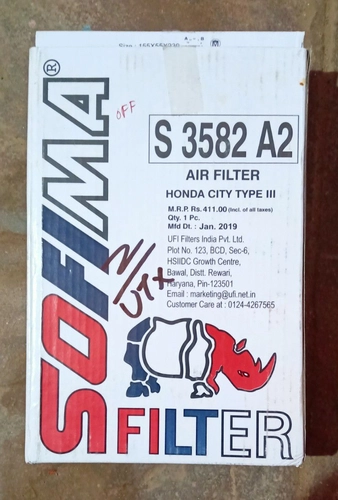 SOFIMA®
OFF
S 3582 A2
AIR FILTER
HONDA CITY TYPE III
M.R.P. Rs. 411.00 (Incl. of all taxes)
Qty. 1 Pc.
Mfd Dt : Jan. 2019
UFI Filters India Pvt. Ltd.
Plot No. 123, BCD, Sec-6,
HSIIDC Growth Centre,
Bawal, Distt. Rewari,
Haryana, Pin-123501
Email : marketing@ufi.net.in
Customer Care at : 0124-4267565
FILTER